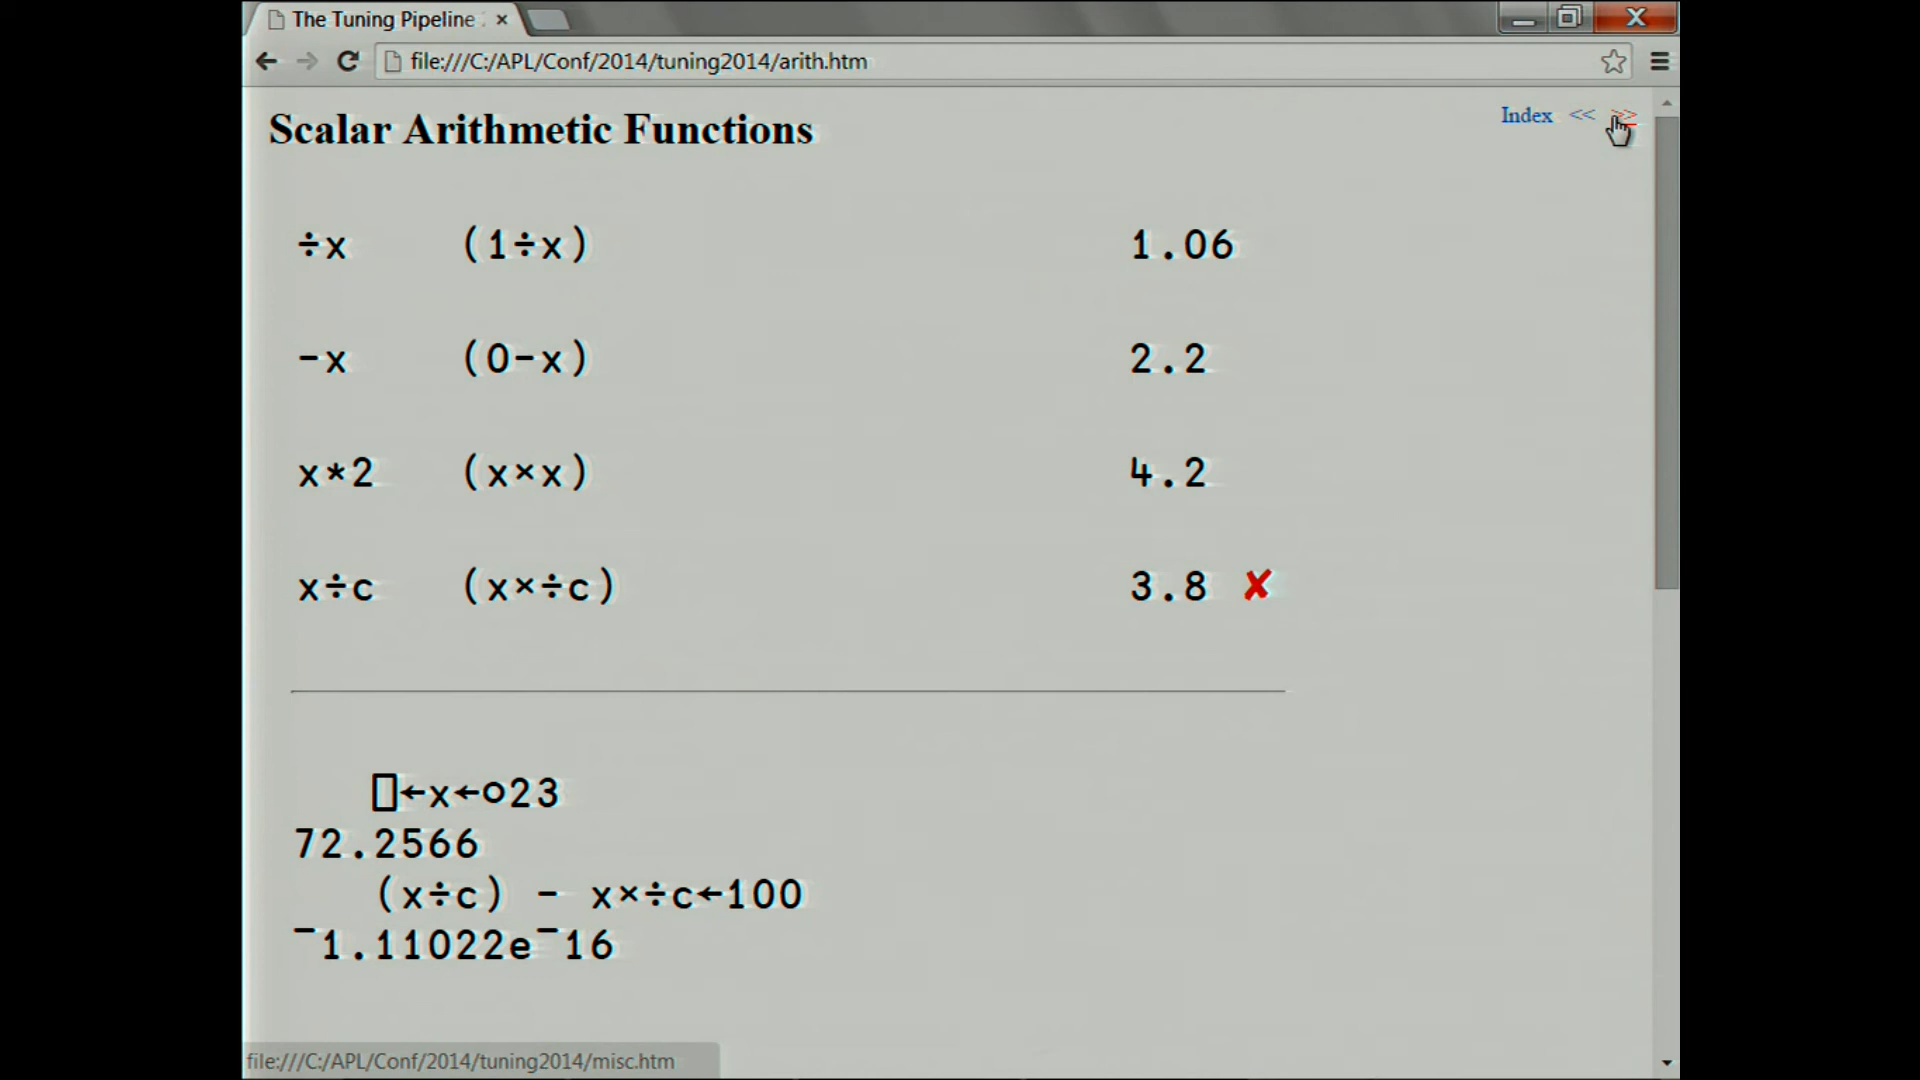 The Tuning Pipeline
file:///C:/APL/Conf/2014/tuning2014/arith.htm
Scalar Arithmetic Functions
Index << >>
÷x (1÷x) 1.06
-x (0-x) 2.2
x*2 (x×x) 4.2
x÷c (x×÷c) 3.8 ✘
⎕←x←○23
72.2566
(x÷c) - x×÷c←100
¯1.11022e¯16
file:///C:/APL/Conf/2014/tuning2014/misc.htm